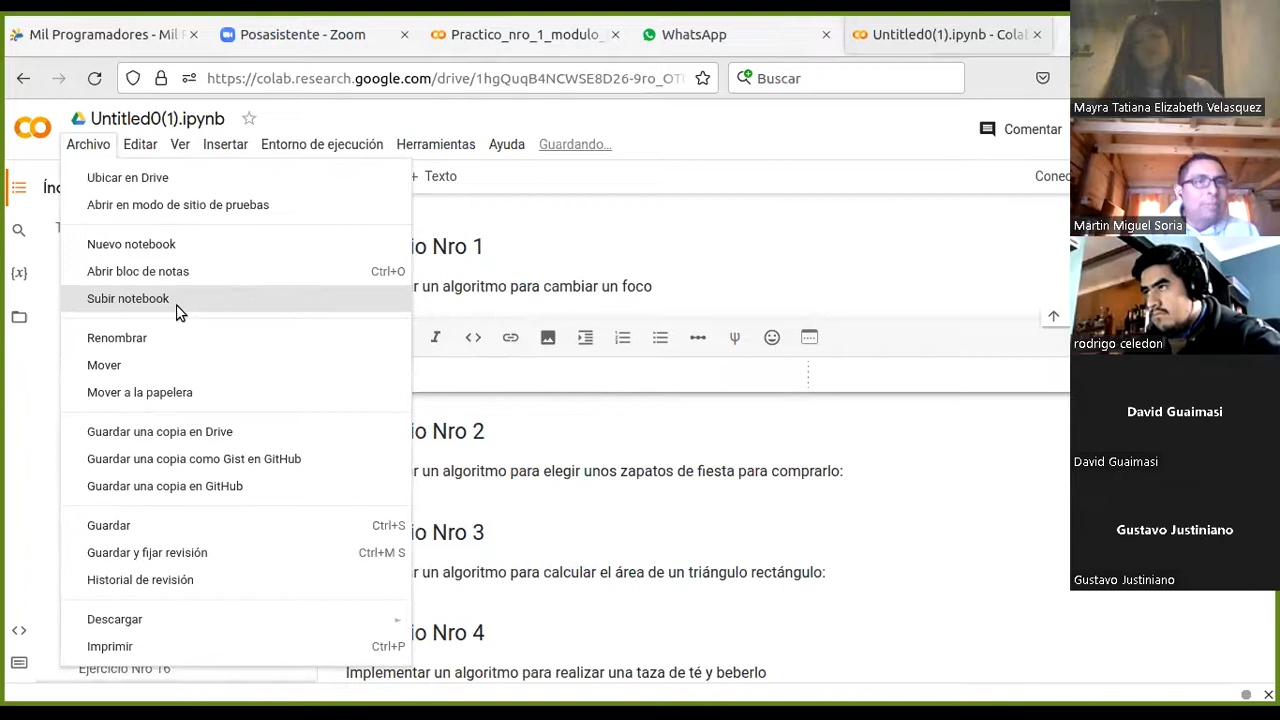 Mil Programadores - Mil
Posasistente - Zoom
Practico_nro_1_modulo_
WhatsApp
Untitled0(1).ipynb - Colab
https://colab.research.google.com/drive/1hgQuqB4NCWSE8D26-9ro_OTI
Buscar
Untitled0(1).ipynb
Archivo Editar Ver Insertar Entorno de ejecución Herramientas Ayuda Guardando...
Comentar
+ Texto
Conec
Índ
Ubicar en Drive
Abrir en modo de sitio de pruebas
Nuevo notebook
Abrir bloc de notas Ctrl+O
Subir notebook
Renombrar
Mover
Mover a la papelera
Guardar una copia en Drive
Guardar una copia como Gist en GitHub
Guardar una copia en GitHub
Guardar Ctrl+S
Guardar y fijar revisión Ctrl+M S
Historial de revisión
Descargar
Imprimir Ctrl+P
Ejercicio Nro 16
io Nro 1
r un algoritmo para cambiar un foco
io Nro 2
ar un algoritmo para elegir unos zapatos de fiesta para comprarlo:
io Nro 3
r un algoritmo para calcular el área de un triángulo rectángulo:
io Nro 4
Implementar un algoritmo para realizar una taza de té y beberlo
Mayra Tatiana Elizabeth Velasquez
Martin Miguel Soria
rodrigo celedon
David Guaimasi
David Guaimasi
Gustavo Justiniano
Gustavo Justiniano